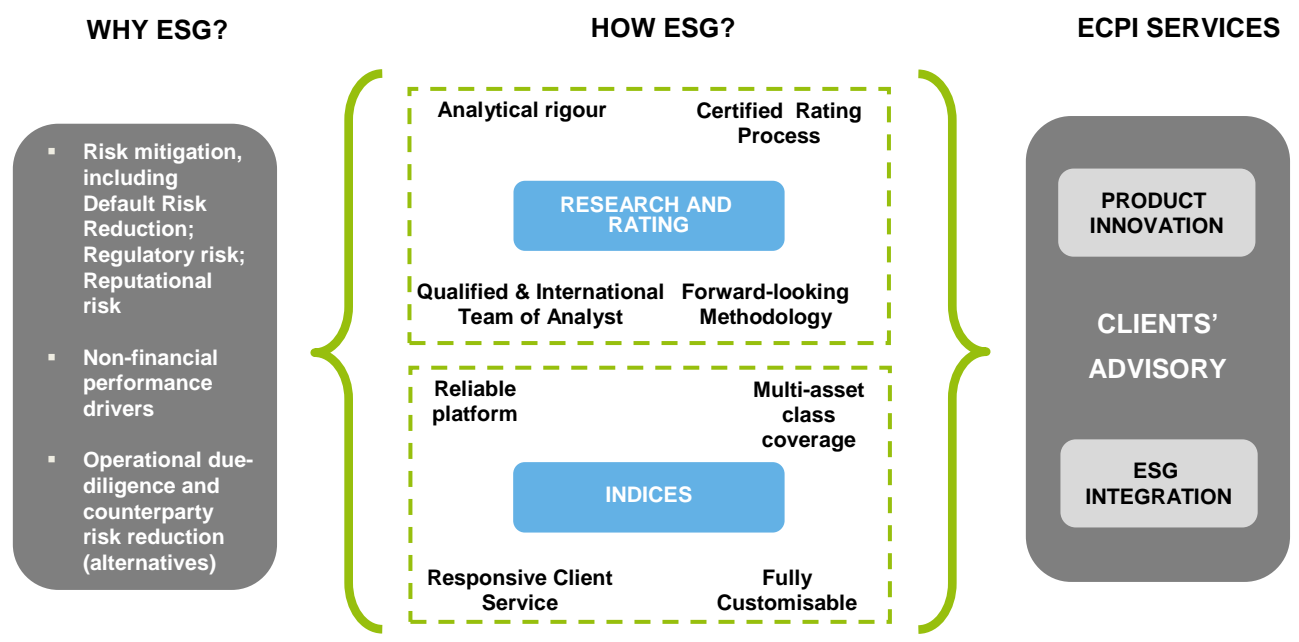 WHY ESG?
HOW ESG?
ECPI SERVICES
▪ Risk mitigation,
including
Default Risk
Reduction;
Regulatory risk;
Reputational
risk
▪ Non-financial
performance
drivers
▪ Operational due-
diligence and
counterparty
risk reduction
(alternatives)
Analytical rigour
Certified Rating
Process
RESEARCH AND
RATING
Qualified & International
Team of Analyst
Forward-looking
Methodology
Reliable
platform
Multi-asset
class
coverage
INDICES
Responsive Client
Service
Fully
Customisable
PRODUCT
INNOVATION
CLIENTS’
ADVISORY
ESG
INTEGRATION